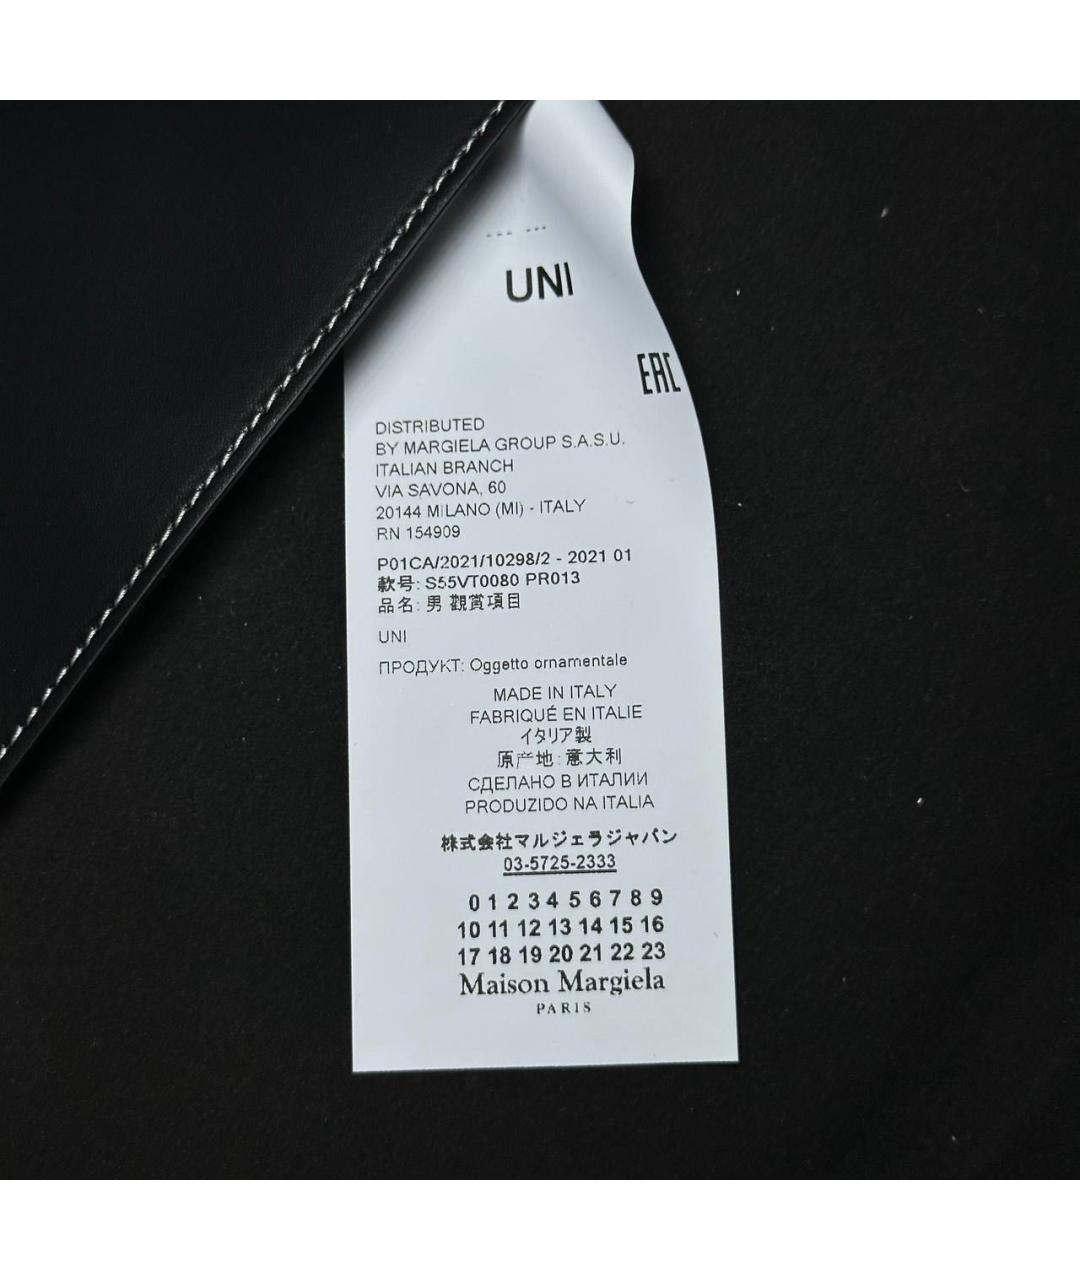 UNI
EAC
DISTRIBUTED
BY MARGIELA GROUP S.A.S.U.
ITALIAN BRANCH
VIA SAVONA, 60
20144 MILANO (MI) - ITALY
RN 154909
P01CA/2021/10298/2 - 2021 01
款号: S55VT0080 PR013
品名: 男 觀賞項目
UNI
ПРОДУКТ: Oggetto ornamentale
MADE IN ITALY
FABRIQUÉ EN ITALIE
イタリア製
原产地: 意大利
СДЕЛАНО В ИТАЛИИ
PRODUZIDO NA ITALIA
株式会社マルジェラジャパン
03-5725-2333
0 1 2 3 4 5 6 7 8 9
10 11 12 13 14 15 16
17 18 19 20 21 22 23
Maison Margiela
PARIS